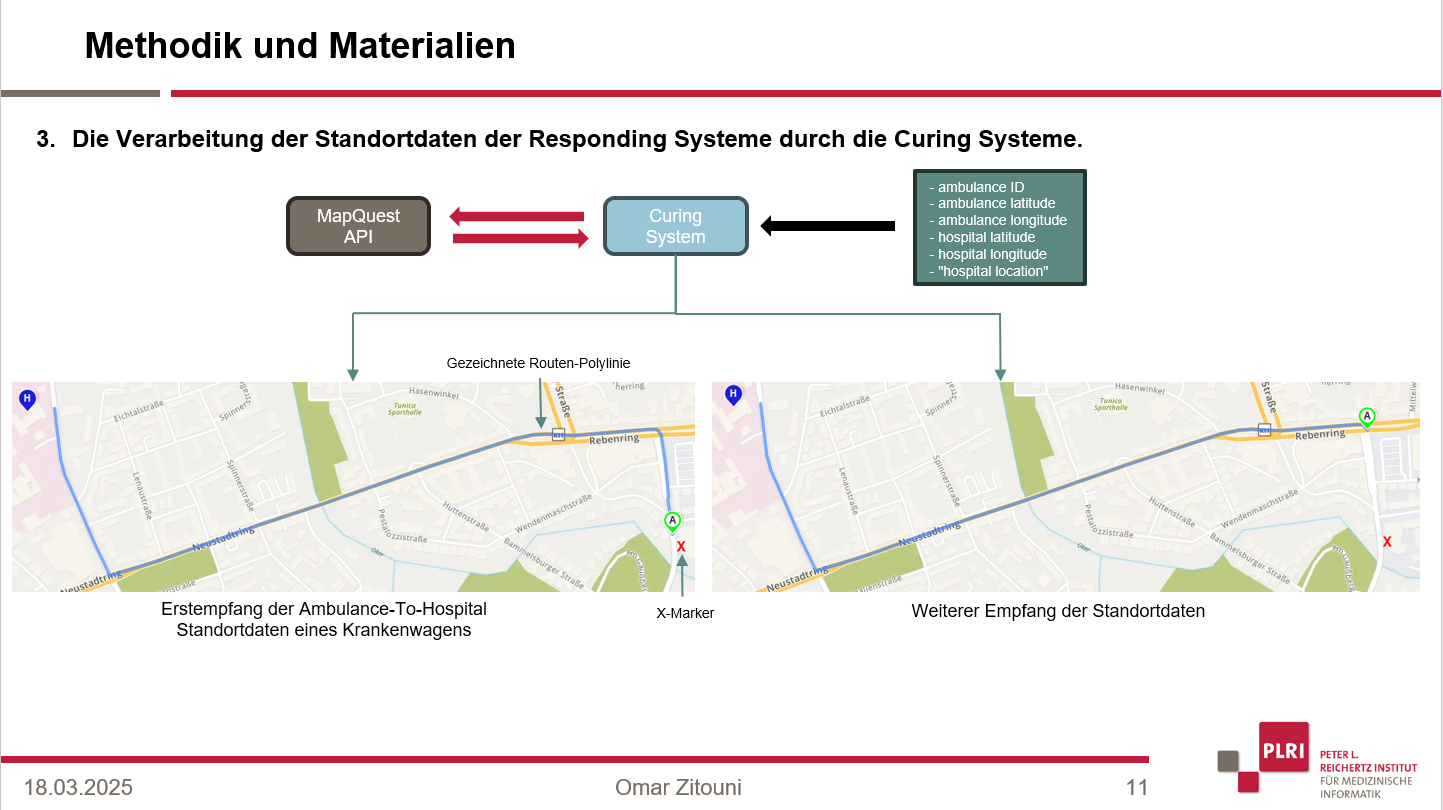 Methodik und Materialien
3. Die Verarbeitung der Standortdaten der Responding Systeme durch die Curing Systeme.
MapQuest
API
Curing
System
- ambulance ID
- ambulance latitude
- ambulance longitude
- hospital latitude
- hospital longitude
- "hospital location"
Gezeichnete Routen-Polylinie
H
Eichtalstraße
Spinner
Hasenwinkel
Tunica
Sporthalle
Straße
Rebenring
Lenaustraße
Spinnerstraße
Neustadtring
Neustadtring
Pestalozzistraße
Huttenstraße
Wendenmaschstraße
Bammelsburger Straße
Oker
A
X
H
Eichtalstraße
Spinner
Hasenwinkel
Tunica
Sporthalle
Straße
A
Rebenring
Lenaustraße
Spinnerstraße
Neustadtring
Neustadtring
Pestalozzistraße
Huttenstraße
Wendenmaschstraße
Bammelsburger Straße
Oker
X
Erstempfang der Ambulance-To-Hospital
Standortdaten eines Krankenwagens
X-Marker
Weiterer Empfang der Standortdaten
18.03.2025
Omar Zitouni
11
PLRI
PETER L.
REICHERTZ INSTITUT
FÜR MEDIZINISCHE
INFORMATIK